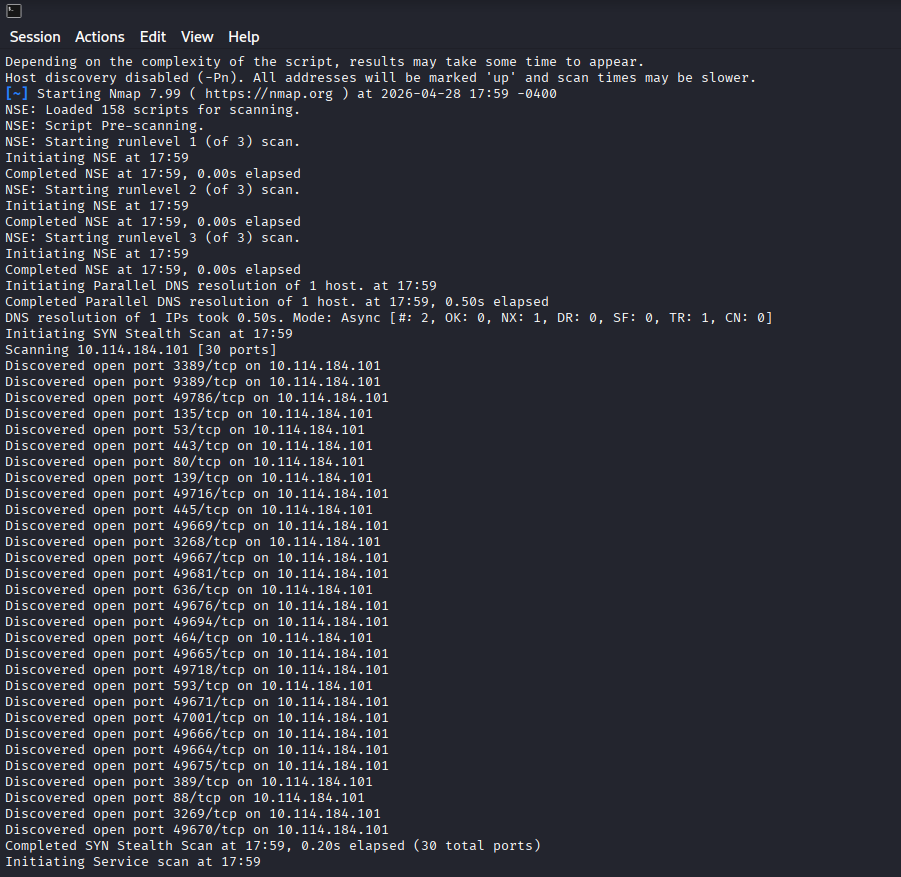 Session Actions Edit View Help
Depending on the complexity of the script, results may take some time to appear.
Host discovery disabled (-Pn). All addresses will be marked 'up' and scan times may be slower.
[~] Starting Nmap 7.99 ( https://nmap.org ) at 2026-04-28 17:59 -0400
NSE: Loaded 158 scripts for scanning.
NSE: Script Pre-scanning.
NSE: Starting runlevel 1 (of 3) scan.
Initiating NSE at 17:59
Completed NSE at 17:59, 0.00s elapsed
NSE: Starting runlevel 2 (of 3) scan.
Initiating NSE at 17:59
Completed NSE at 17:59, 0.00s elapsed
NSE: Starting runlevel 3 (of 3) scan.
Initiating NSE at 17:59
Completed NSE at 17:59, 0.00s elapsed
Initiating Parallel DNS resolution of 1 host. at 17:59
Completed Parallel DNS resolution of 1 host. at 17:59, 0.50s elapsed
DNS resolution of 1 IPs took 0.50s. Mode: Async [#: 2, OK: 0, NX: 1, DR: 0, SF: 0, TR: 1, CN: 0]
Initiating SYN Stealth Scan at 17:59
Scanning 10.114.184.101 [30 ports]
Discovered open port 3389/tcp on 10.114.184.101
Discovered open port 9389/tcp on 10.114.184.101
Discovered open port 49786/tcp on 10.114.184.101
Discovered open port 135/tcp on 10.114.184.101
Discovered open port 53/tcp on 10.114.184.101
Discovered open port 443/tcp on 10.114.184.101
Discovered open port 80/tcp on 10.114.184.101
Discovered open port 139/tcp on 10.114.184.101
Discovered open port 49716/tcp on 10.114.184.101
Discovered open port 445/tcp on 10.114.184.101
Discovered open port 49669/tcp on 10.114.184.101
Discovered open port 3268/tcp on 10.114.184.101
Discovered open port 49667/tcp on 10.114.184.101
Discovered open port 49681/tcp on 10.114.184.101
Discovered open port 636/tcp on 10.114.184.101
Discovered open port 49676/tcp on 10.114.184.101
Discovered open port 49694/tcp on 10.114.184.101
Discovered open port 464/tcp on 10.114.184.101
Discovered open port 49665/tcp on 10.114.184.101
Discovered open port 49718/tcp on 10.114.184.101
Discovered open port 593/tcp on 10.114.184.101
Discovered open port 49671/tcp on 10.114.184.101
Discovered open port 47001/tcp on 10.114.184.101
Discovered open port 49666/tcp on 10.114.184.101
Discovered open port 49664/tcp on 10.114.184.101
Discovered open port 49675/tcp on 10.114.184.101
Discovered open port 389/tcp on 10.114.184.101
Discovered open port 88/tcp on 10.114.184.101
Discovered open port 3269/tcp on 10.114.184.101
Discovered open port 49670/tcp on 10.114.184.101
Completed SYN Stealth Scan at 17:59, 0.20s elapsed (30 total ports)
Initiating Service scan at 17:59